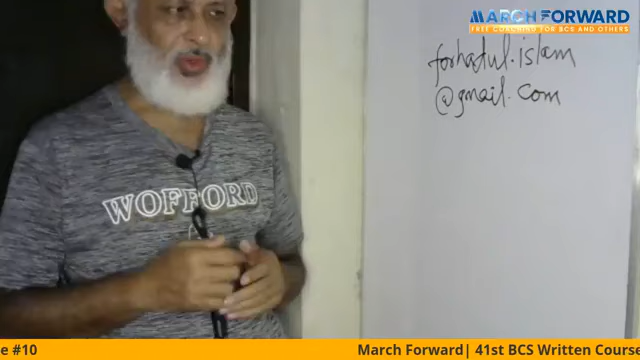 MARCH FORWARD
FREE COACHING FOR BCS AND OTHERS
forhadul.islam
@gmail.com
WOFFORD
e #10
March Forward| 41st BCS Written Course